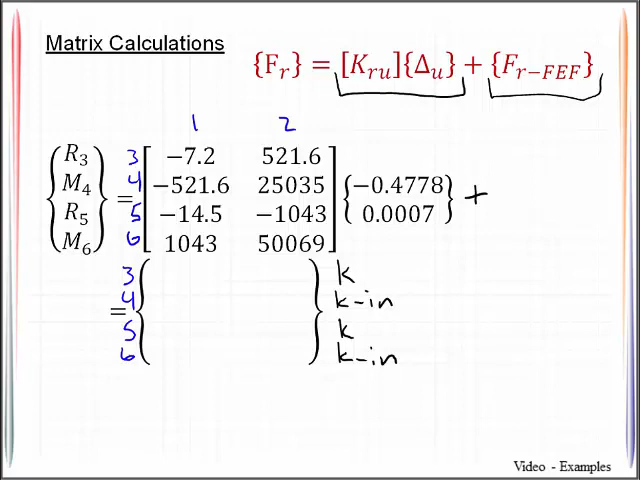 Matrix Calculations
{F_r} = [K_ru]{Δ_u} + {F_r−FEF}
1 2
R_3 3 −7.2 521.6
M_4 = 4 −521.6 25035 −0.4778 +
R_5 5 −14.5 −1043 0.0007
M_6 6 1043 50069
3 k
= 4 k-in
5 k
6 k-in
Video - Examples